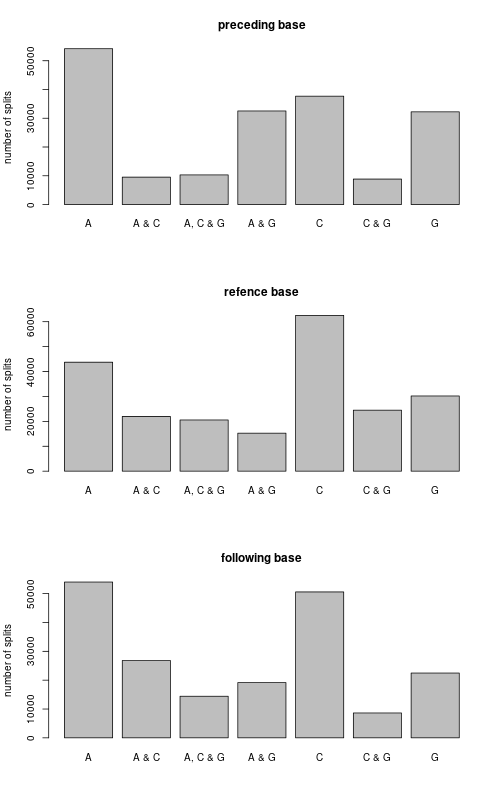 preceding base
number of splits
0 10000 30000 50000
A A & C A, C & G A & G C C & G G
refence base
number of splits
0 20000 40000 60000
A A & C A, C & G A & G C C & G G
following base
number of splits
0 10000 30000 50000
A A & C A, C & G A & G C C & G G